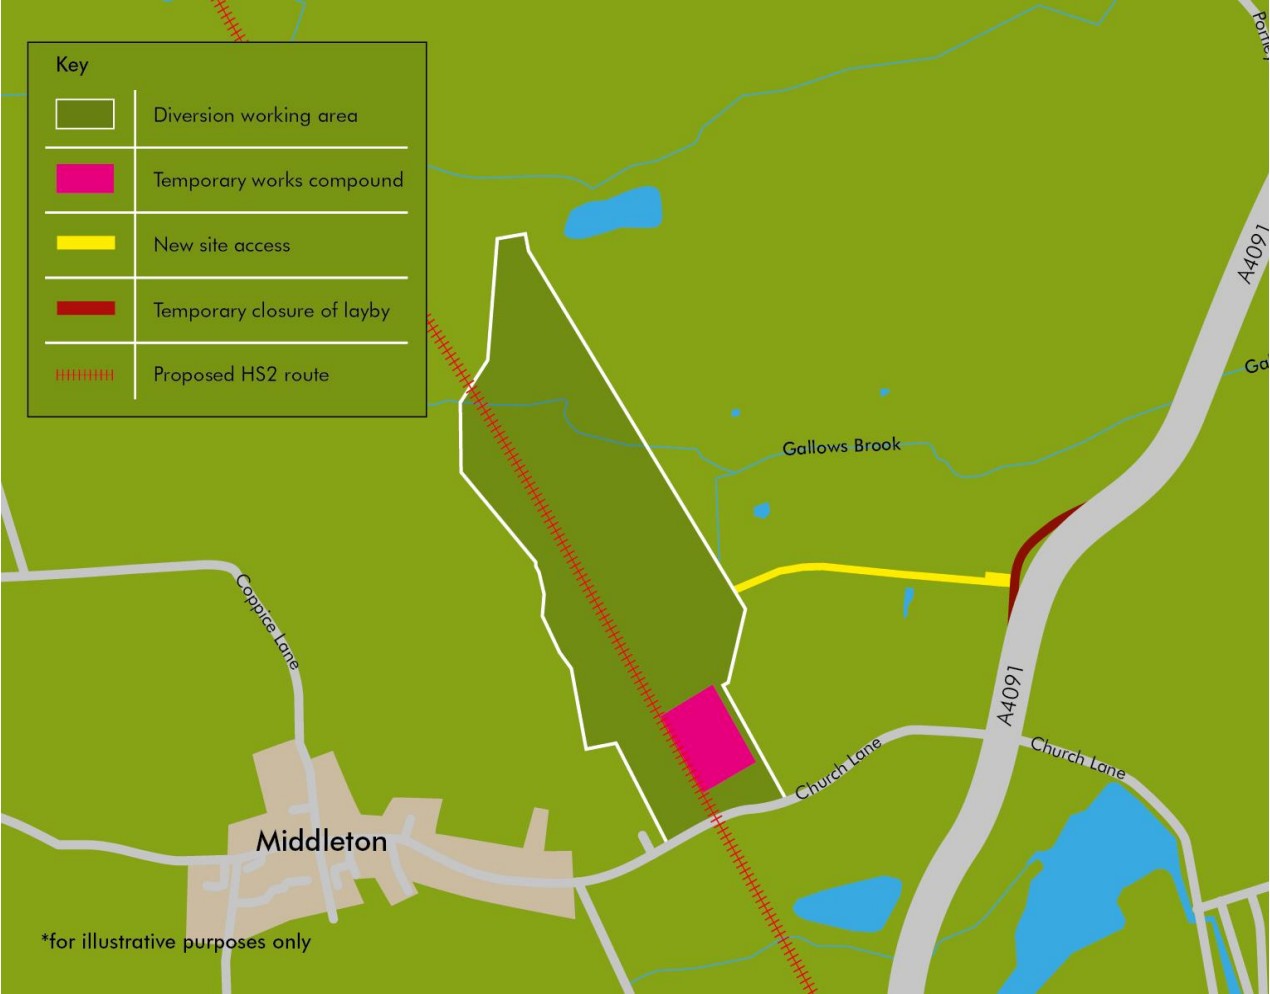 Key
Diversion working area
Temporary works compound
New site access
Temporary closure of layby
Proposed HS2 route
A4091
Gallows Brook
Coppice Lane
A4091
Church Lane
Church Lane
Middleton
*for illustrative purposes only